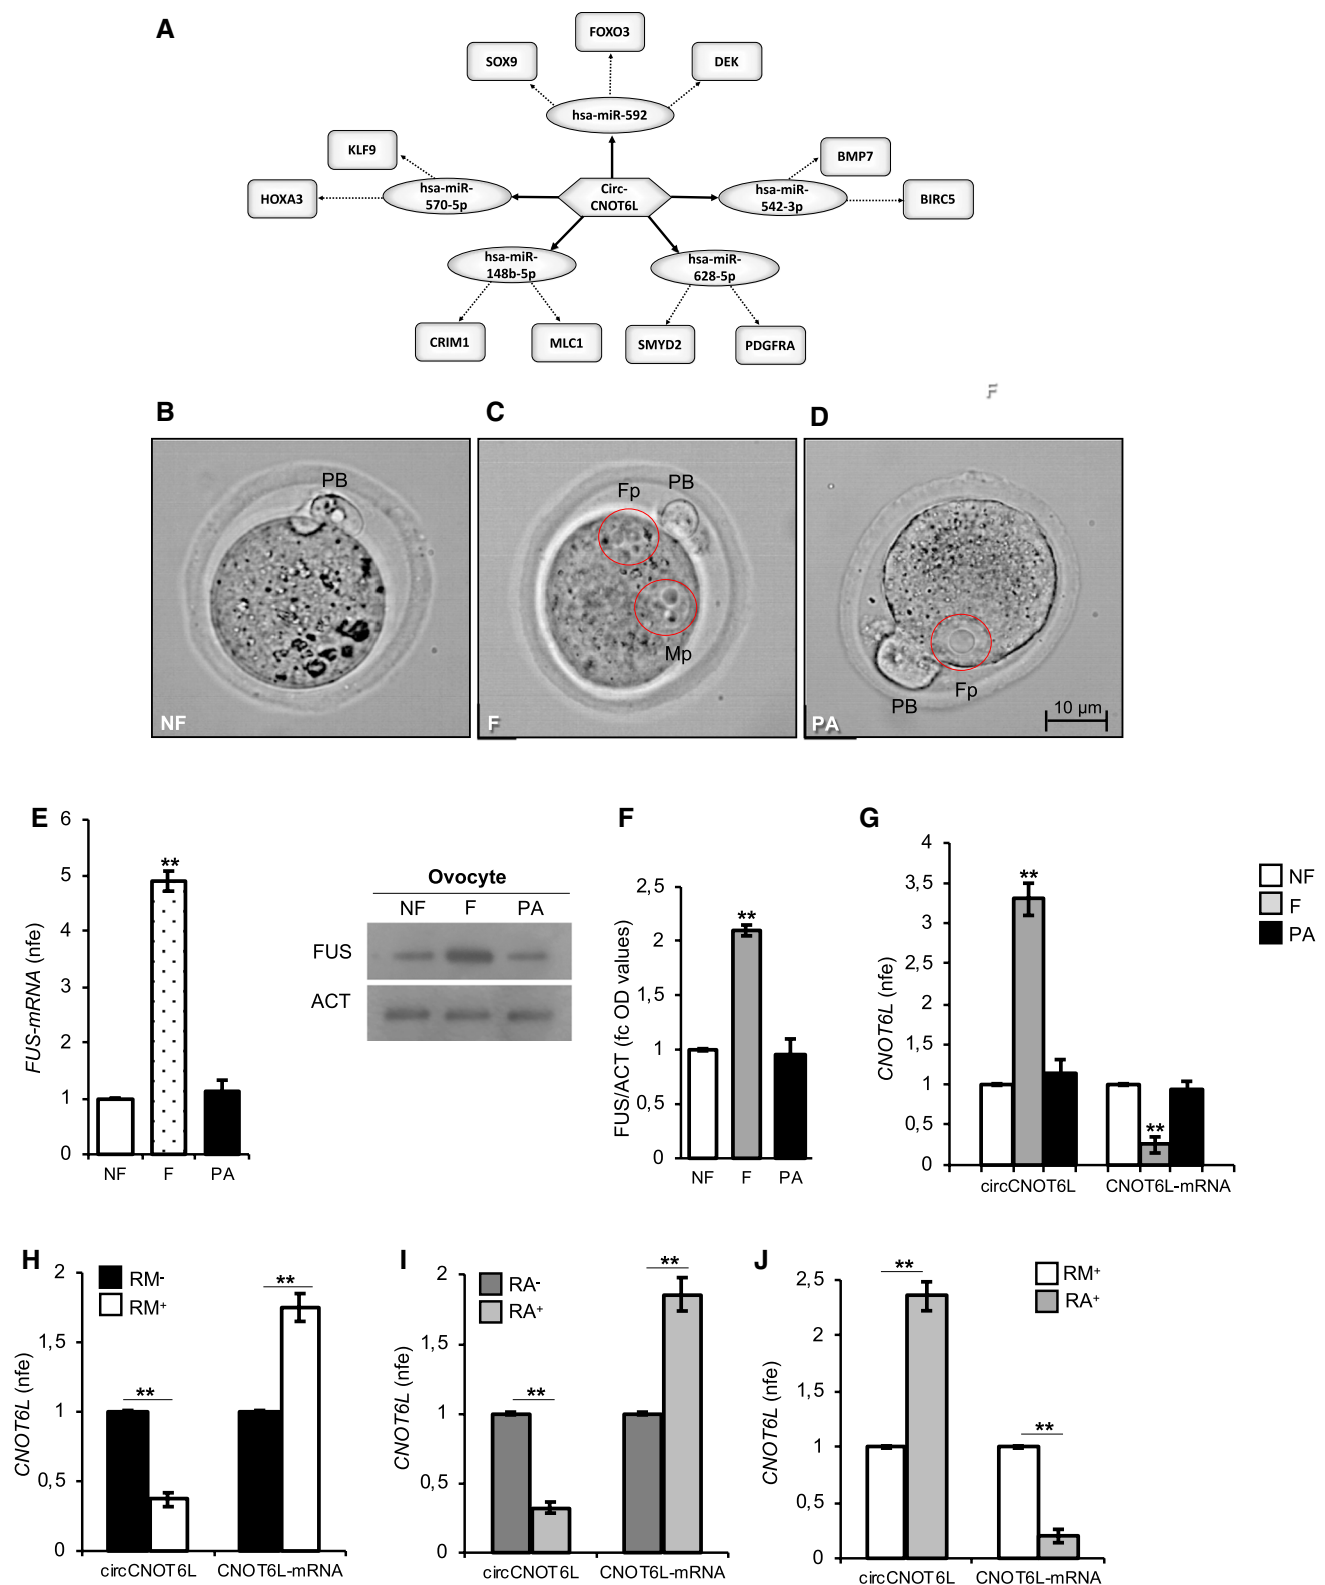 A
FOXO3
SOX9
DEK
hsa-miR-592
KLF9
BMP7
HOXA3
hsa-miR-
570-5p
Circ-
CNOT6L
hsa-miR-
542-3p
BIRC5
hsa-miR-
148b-5p
hsa-miR-
628-5p
CRIM1
MLC1
SMYD2
PDGFRA
F
B
C
D
PB
NF
Fp
PB
Mp
F
PB
Fp
10 µm
PA
E
FUS-mRNA (nfe)
6
5
4
3
2
1
0
**
NF
F
PA
Ovocyte
NF
F
PA
FUS
ACT
F
FUS/ACT (fc OD values)
2,5
2
1,5
1
0,5
0
**
NF
F
PA
G
CNOT6L (nfe)
4
3,5
3
2,5
2
1,5
1
0,5
0
**
**
circCNOT6L
CNOT6L-mRNA
NF
F
PA
H
CNOT6L (nfe)
2
1,5
1
0,5
0
RM-
RM+
**
**
circCNOT6L
CNOT6L-mRNA
I
CNOT6L (nfe)
2
1,5
1
0,5
0
RA-
RA+
**
**
circCNOT6L
CNOT6L-mRNA
J
CNOT6L (nfe)
2,5
2
1,5
1
0,5
0
**
**
RM+
RA+
circCNOT6L
CNOT6L-mRNA